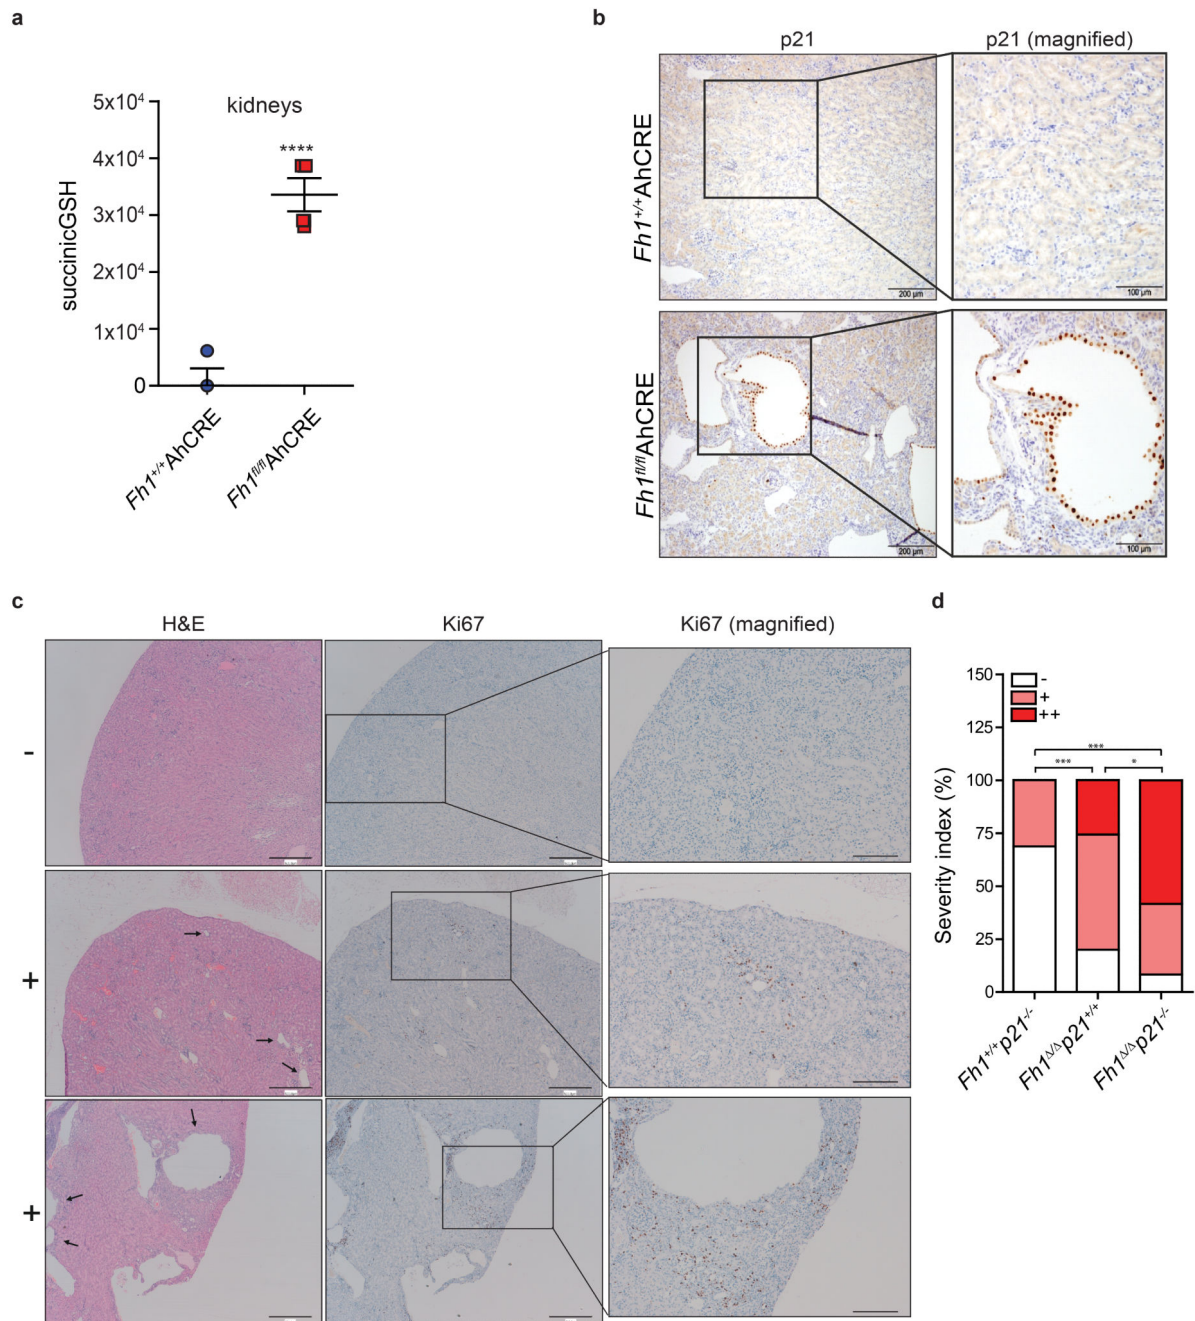 a
kidneys
succinicGSH
5x10⁴
4x10⁴
3x10⁴
2x10⁴
1x10⁴
0
****
Fh1⁺/⁺AhCRE
Fh1ᶠˡ/ᶠˡAhCRE
b
p21
p21 (magnified)
Fh1⁺/⁺AhCRE
200 µm
100 µm
Fh1ᶠˡ/ᶠˡAhCRE
200 µm
100 µm
c
H&E
Ki67
Ki67 (magnified)
-
+
+
d
Severity index (%)
150
125
100
75
50
25
0
-
+
++
***
***
*
Fh1⁺/⁺p21⁻/⁻
Fh1Δ/Δp21⁺/⁺
Fh1Δ/Δp21⁻/⁻